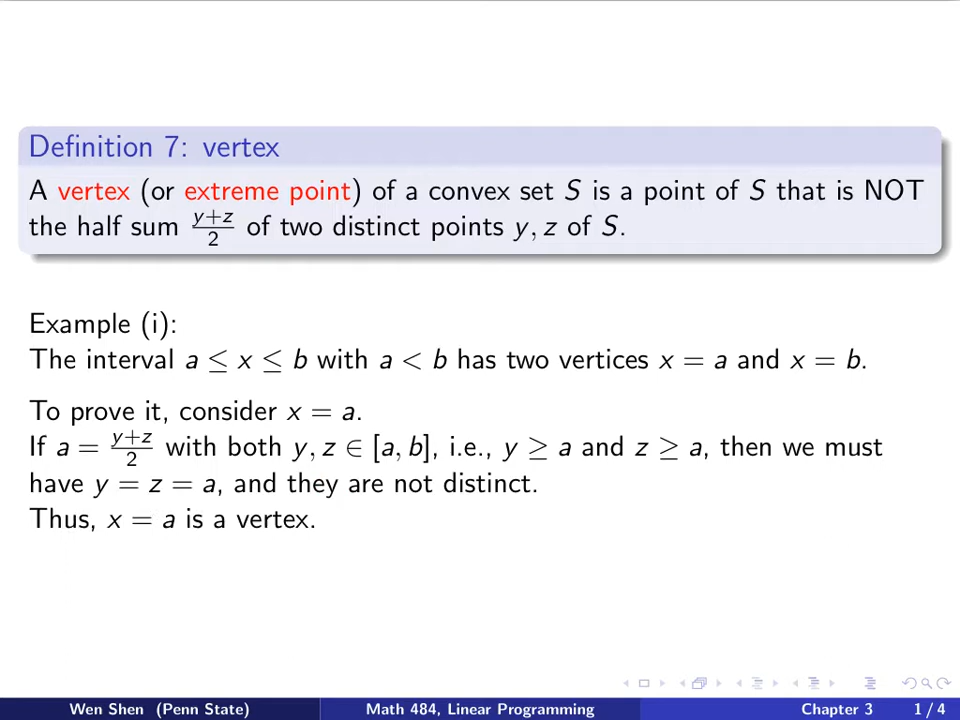 Definition 7: vertex
A vertex (or extreme point) of a convex set S is a point of S that is NOT
the half sum \frac{y+z}{2} of two distinct points y, z of S.
Example (i):
The interval a ≤ x ≤ b with a < b has two vertices x = a and x = b.
To prove it, consider x = a.
If a = \frac{y+z}{2} with both y, z ∈ [a, b], i.e., y ≥ a and z ≥ a, then we must
have y = z = a, and they are not distinct.
Thus, x = a is a vertex.
Wen Shen (Penn State) Math 484, Linear Programming Chapter 3 1 / 4